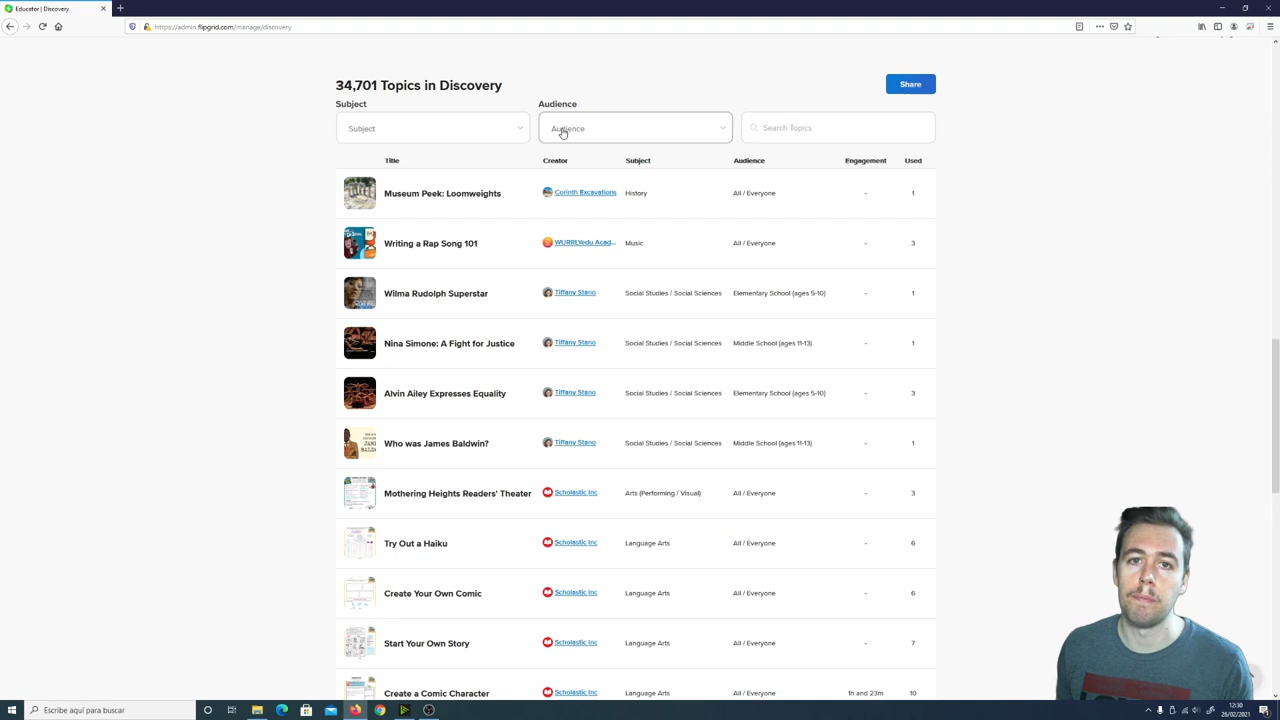 Educator | Discovery
https://admin.flipgrid.com/manage/discovery
34,701 Topics in Discovery
Share
Subject Audience
Subject Audience Search Topics
Title Creator Subject Audience Engagement Used
Museum Peek: Loomweights Corinth Excavations History All / Everyone - 1
Writing a Rap Song 101 WURRLYedu Acad... Music All / Everyone - 3
Wilma Rudolph Superstar Tiffany Stano Social Studies / Social Sciences Elementary School (ages 5-10) - 1
Nina Simone: A Fight for Justice Tiffany Stano Social Studies / Social Sciences Middle School (ages 11-13) - 1
Alvin Ailey Expresses Equality Tiffany Stano Social Studies / Social Sciences Elementary School (ages 5-10) - 3
Who was James Baldwin? Tiffany Stano Social Studies / Social Sciences Middle School (ages 11-13) - 1
Mothering Heights Readers' Theater Scholastic Inc Arts (Performing / Visual) All / Everyone - 3
Try Out a Haiku Scholastic Inc Language Arts All / Everyone - 6
Create Your Own Comic Scholastic Inc Language Arts All / Everyone - 6
Start Your Own Story Scholastic Inc Language Arts All / Everyone - 7
Create a Comic Character Scholastic Inc Language Arts All / Everyone 1h and 23m 10
Escribe aquí para buscar
12:30
26/02/2021